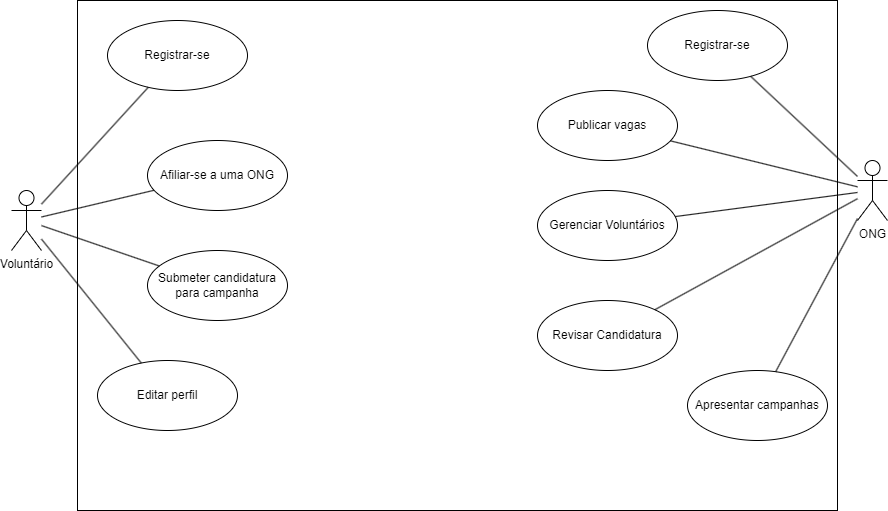 Registrar-se
Registrar-se
Publicar vagas
Afiliar-se a uma ONG
Gerenciar Voluntários
ONG
Voluntário
Submeter candidatura
para campanha
Revisar Candidatura
Editar perfil
Apresentar campanhas